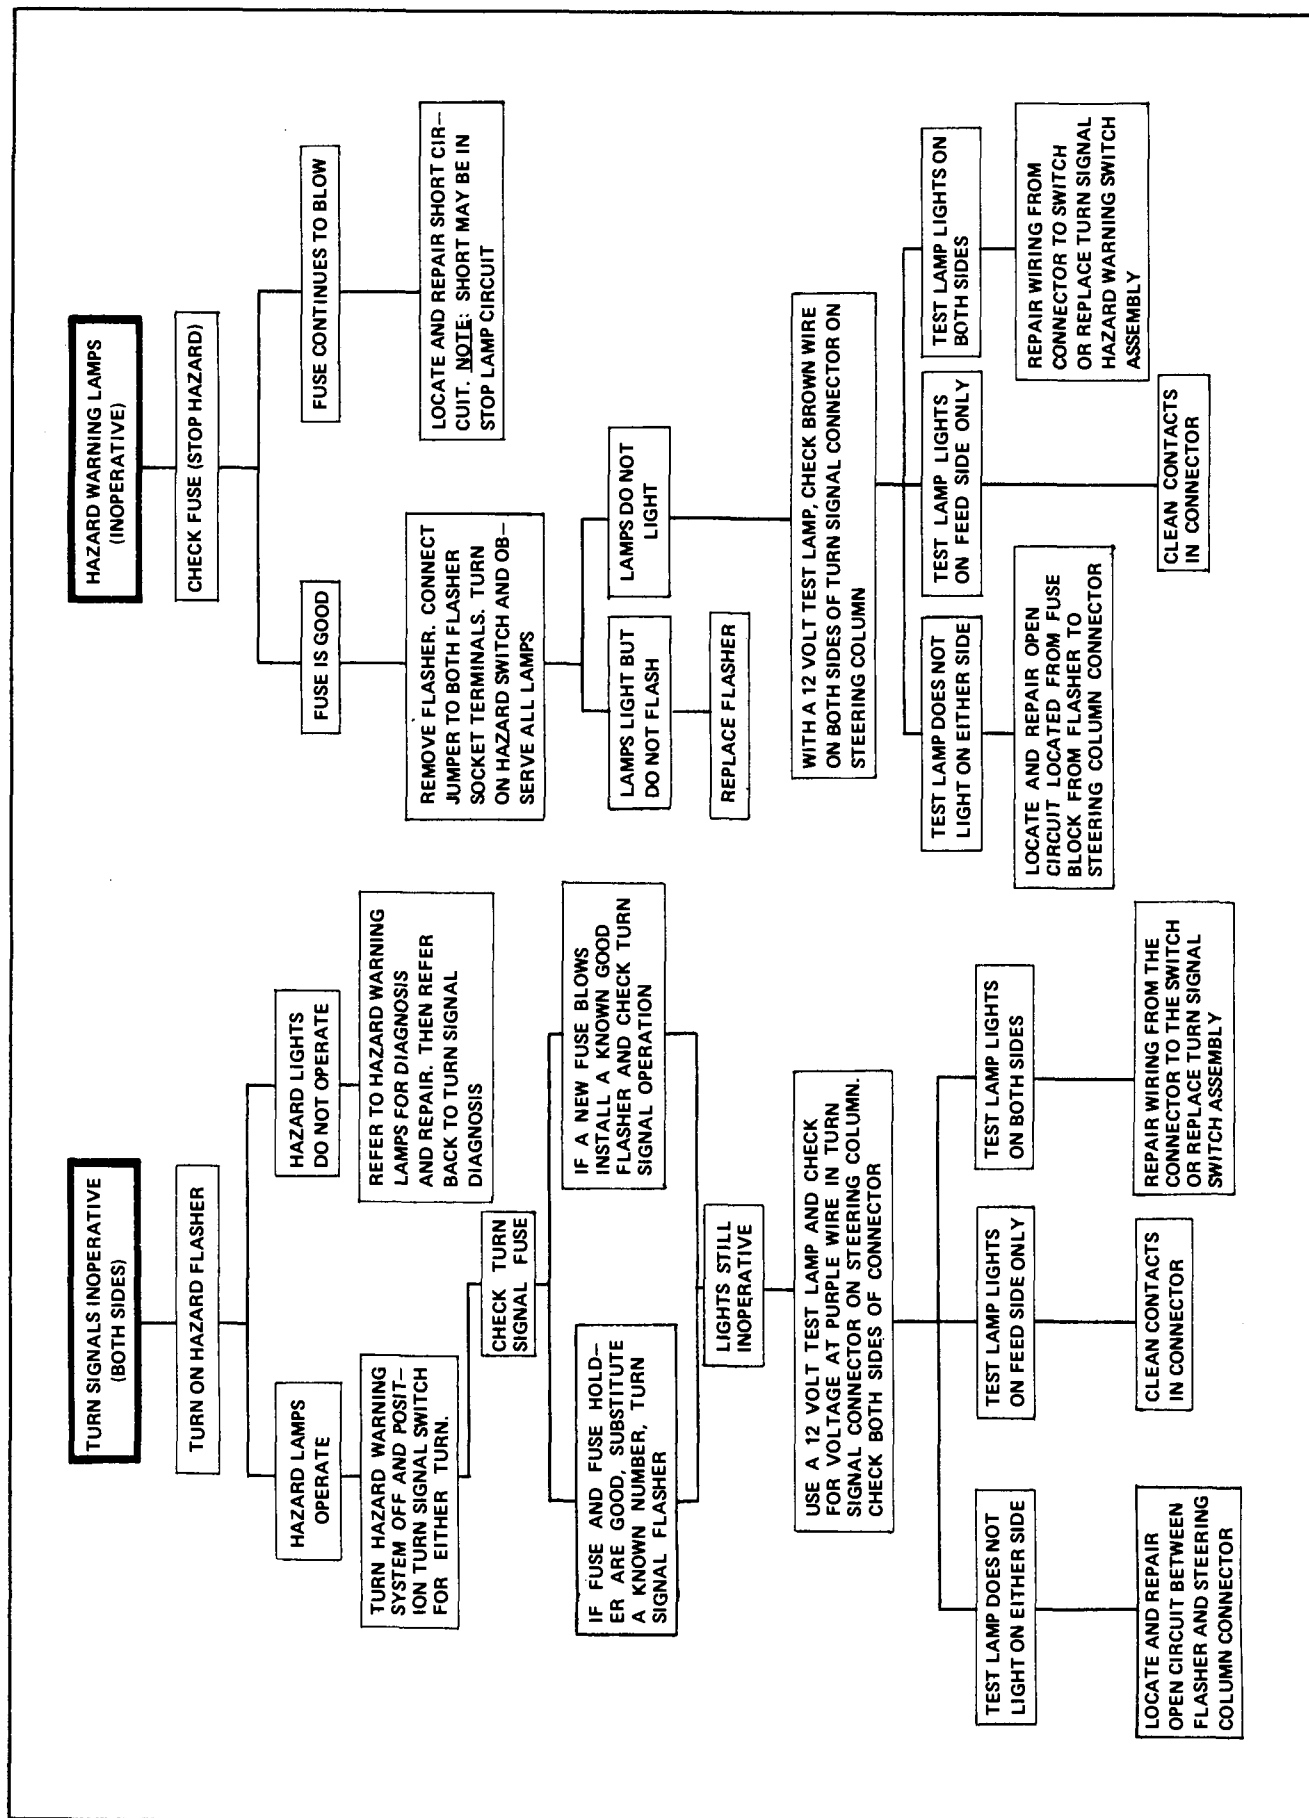 TURN SIGNALS INOPERATIVE
(BOTH SIDES)
TURN ON HAZARD FLASHER
HAZARD LAMPS
OPERATE
HAZARD LIGHTS
DO NOT OPERATE
TURN HAZARD WARNING
SYSTEM OFF AND POSIT–
ION TURN SIGNAL SWITCH
FOR EITHER TURN.
REFER TO HAZARD WARNING
LAMPS FOR DIAGNOSIS
AND REPAIR. THEN REFER
BACK TO TURN SIGNAL
DIAGNOSIS
CHECK TURN
SIGNAL FUSE
IF FUSE AND FUSE HOLD–
ER ARE GOOD, SUBSTITUTE
A KNOWN NUMBER, TURN
SIGNAL FLASHER
IF A NEW FUSE BLOWS
INSTALL A KNOWN GOOD
FLASHER AND CHECK TURN
SIGNAL OPERATION
LIGHTS STILL
INOPERATIVE
USE A 12 VOLT TEST LAMP AND CHECK
FOR VOLTAGE AT PURPLE WIRE IN TURN
SIGNAL CONNECTOR ON STEERING COLUMN.
CHECK BOTH SIDES OF CONNECTOR
TEST LAMP DOES NOT
LIGHT ON EITHER SIDE
TEST LAMP LIGHTS
ON FEED SIDE ONLY
TEST LAMP LIGHTS
ON BOTH SIDES
LOCATE AND REPAIR
OPEN CIRCUIT BETWEEN
FLASHER AND STEERING
COLUMN CONNECTOR
CLEAN CONTACTS
IN CONNECTOR
REPAIR WIRING FROM THE
CONNECTOR TO THE SWITCH
OR REPLACE TURN SIGNAL
SWITCH ASSEMBLY
HAZARD WARNING LAMPS
(INOPERATIVE)
CHECK FUSE (STOP HAZARD)
FUSE IS GOOD
FUSE CONTINUES TO BLOW
REMOVE FLASHER. CONNECT
JUMPER TO BOTH FLASHER
SOCKET TERMINALS. TURN
ON HAZARD SWITCH AND OB–
SERVE ALL LAMPS
LOCATE AND REPAIR SHORT CIR–
CUIT. NOTE: SHORT MAY BE IN
STOP LAMP CIRCUIT
LAMPS LIGHT BUT
DO NOT FLASH
LAMPS DO NOT
LIGHT
REPLACE FLASHER
WITH A 12 VOLT TEST LAMP, CHECK BROWN WIRE
ON BOTH SIDES OF TURN SIGNAL CONNECTOR ON
STEERING COLUMN
TEST LAMP DOES NOT
LIGHT ON EITHER SIDE
TEST LAMP LIGHTS
ON FEED SIDE ONLY
TEST LAMP LIGHTS ON
BOTH SIDES
LOCATE AND REPAIR OPEN
CIRCUIT LOCATED FROM FUSE
BLOCK FROM FLASHER TO
STEERING COLUMN CONNECTOR
CLEAN CONTACTS
IN CONNECTOR
REPAIR WIRING FROM
CONNECTOR TO SWITCH
OR REPLACE TURN SIGNAL
HAZARD WARNING SWITCH
ASSEMBLY